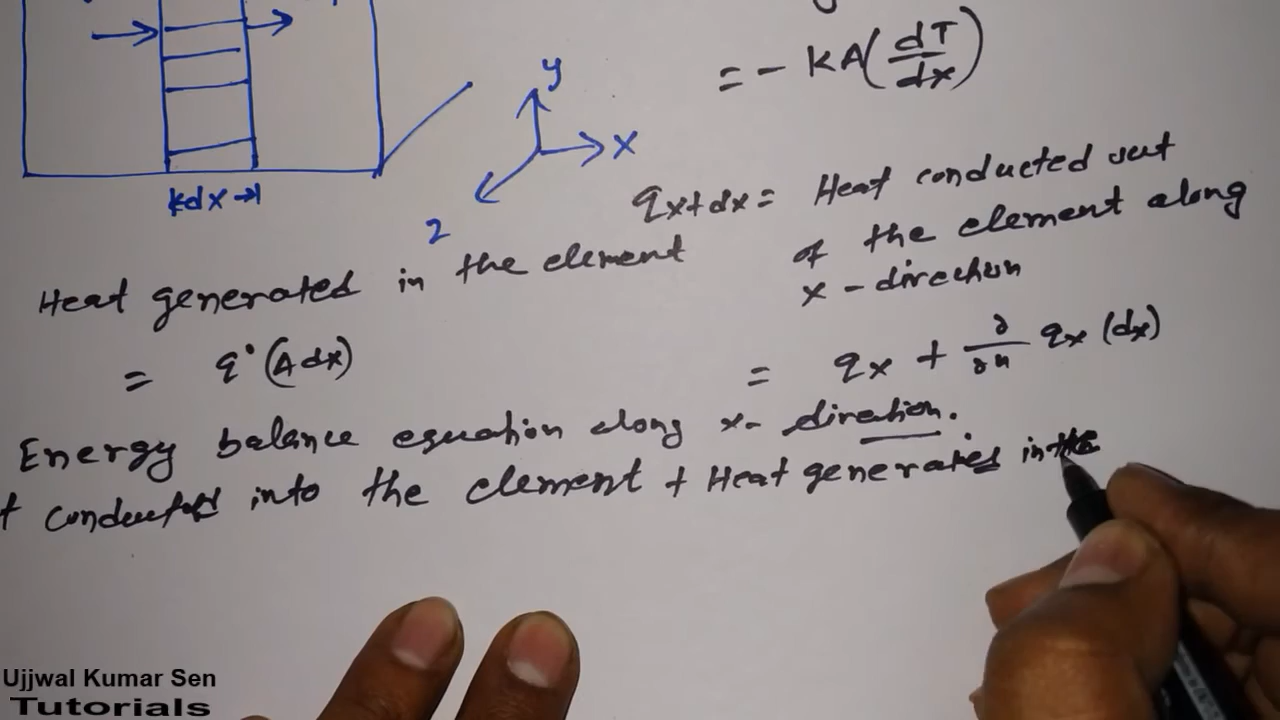 = - KA(dT/dx)
y
x
z
kdx→1
qx+dx = Heat conducted out
of the element along
x - direction
= qx + ∂/∂x qx (dx)
Heat generated in the element
= q° (Adx)
Energy balance equation along x- direction.
t conducted into the element + Heat generated in the
Ujjwal Kumar Sen
Tutorials